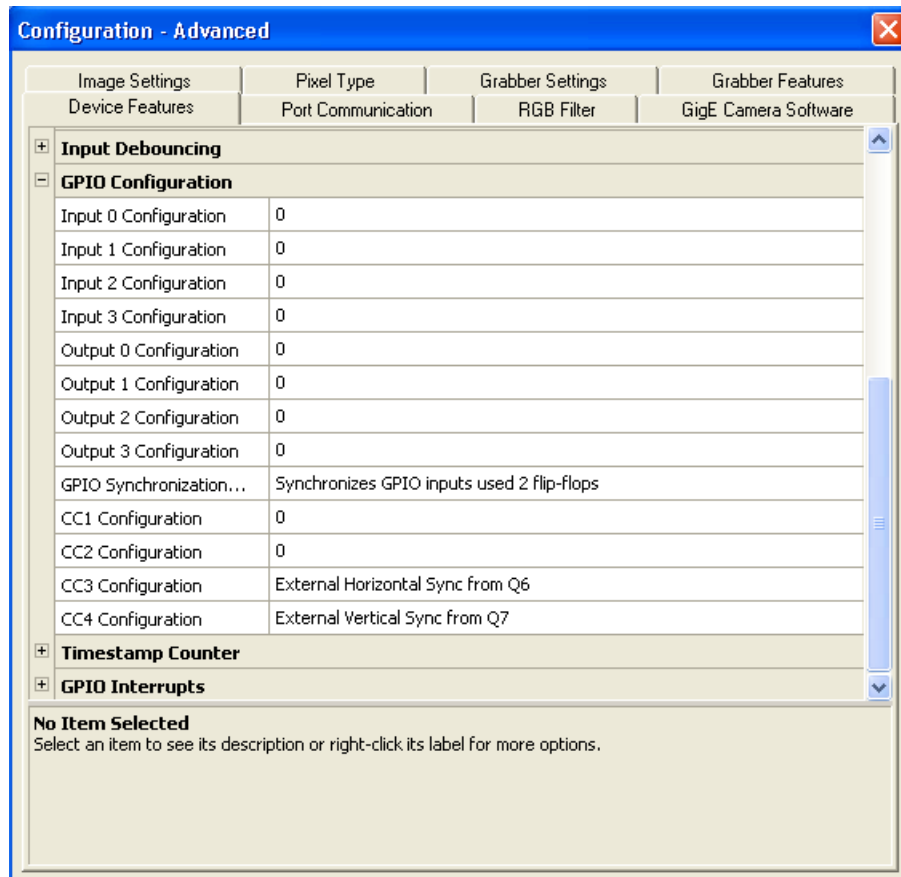 Configuration - Advanced
Image Settings Pixel Type Grabber Settings Grabber Features
Device Features Port Communication RGB Filter GigE Camera Software
Input Debouncing
GPIO Configuration
Input 0 Configuration 0
Input 1 Configuration 0
Input 2 Configuration 0
Input 3 Configuration 0
Output 0 Configuration 0
Output 1 Configuration 0
Output 2 Configuration 0
Output 3 Configuration 0
GPIO Synchronization... Synchronizes GPIO inputs used 2 flip-flops
CC1 Configuration 0
CC2 Configuration 0
CC3 Configuration External Horizontal Sync from Q6
CC4 Configuration External Vertical Sync from Q7
Timestamp Counter
GPIO Interrupts
No Item Selected
Select an item to see its description or right-click its label for more options.